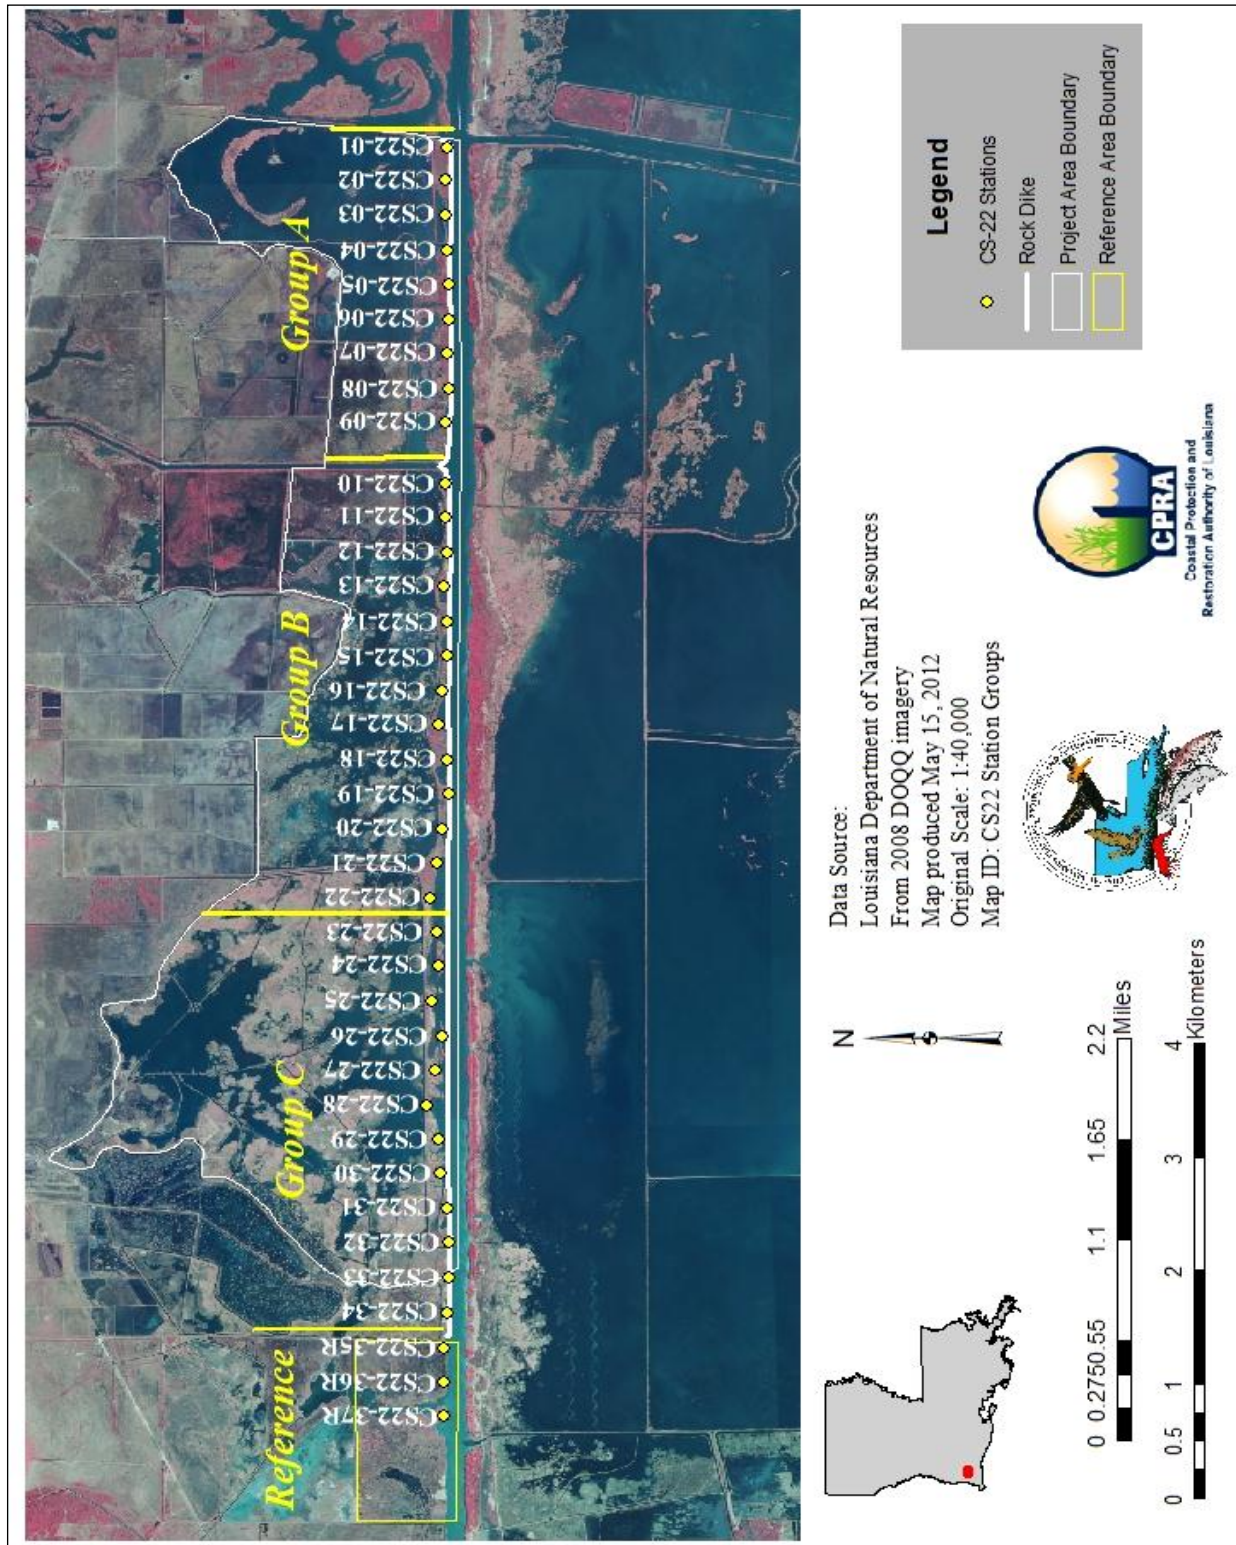 Reference
Group C
Group B
Group A
CS22-37R
CS22-36R
CS22-35R
CS22-34
CS22-33
CS22-32
CS22-31
CS22-30
CS22-29
CS22-28
CS22-27
CS22-26
CS22-25
CS22-24
CS22-23
CS22-22
CS22-21
CS22-20
CS22-19
CS22-18
CS22-17
CS22-16
CS22-15
CS22-14
CS22-13
CS22-12
CS22-11
CS22-10
CS22-09
CS22-08
CS22-07
CS22-06
CS22-05
CS22-04
CS22-03
CS22-02
CS22-01
0 0.2750.55 1.1 1.65 2.2
Miles
0 0.5 1 2 3 4
Kilometers
N
Data Source:
Louisiana Department of Natural Resources
From 2008 DOQQ imagery
Map produced May 15, 2012
Original Scale: 1:40,000
Map ID: CS22 Station Groups
CPRA
Coastal Protection and
Restoration Authority of Louisiana
Legend
CS-22 Stations
Rock Dike
Project Area Boundary
Reference Area Boundary